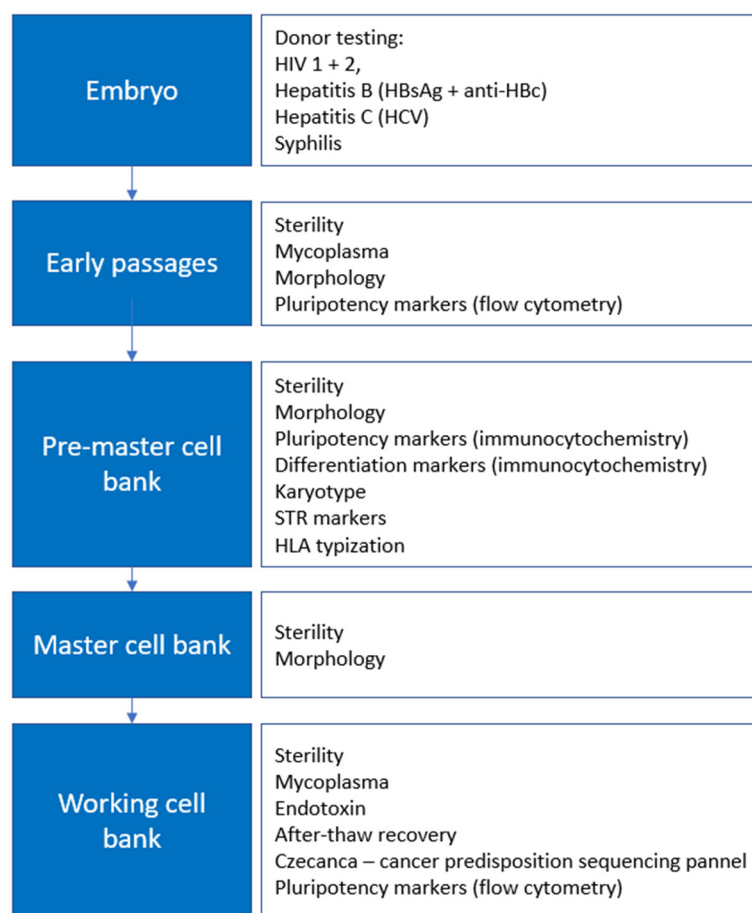 Embryo
Donor testing:
HIV 1 + 2,
Hepatitis B (HBsAg + anti-HBc)
Hepatitis C (HCV)
Syphilis
Early passages
Sterility
Mycoplasma
Morphology
Pluripotency markers (flow cytometry)
Pre-master cell
bank
Sterility
Morphology
Pluripotency markers (immunocytochemistry)
Differentiation markers (immunocytochemistry)
Karyotype
STR markers
HLA typization
Master cell bank
Sterility
Morphology
Working cell
bank
Sterility
Mycoplasma
Endotoxin
After-thaw recovery
Czecanca – cancer predisposition sequencing pannel
Pluripotency markers (flow cytometry)